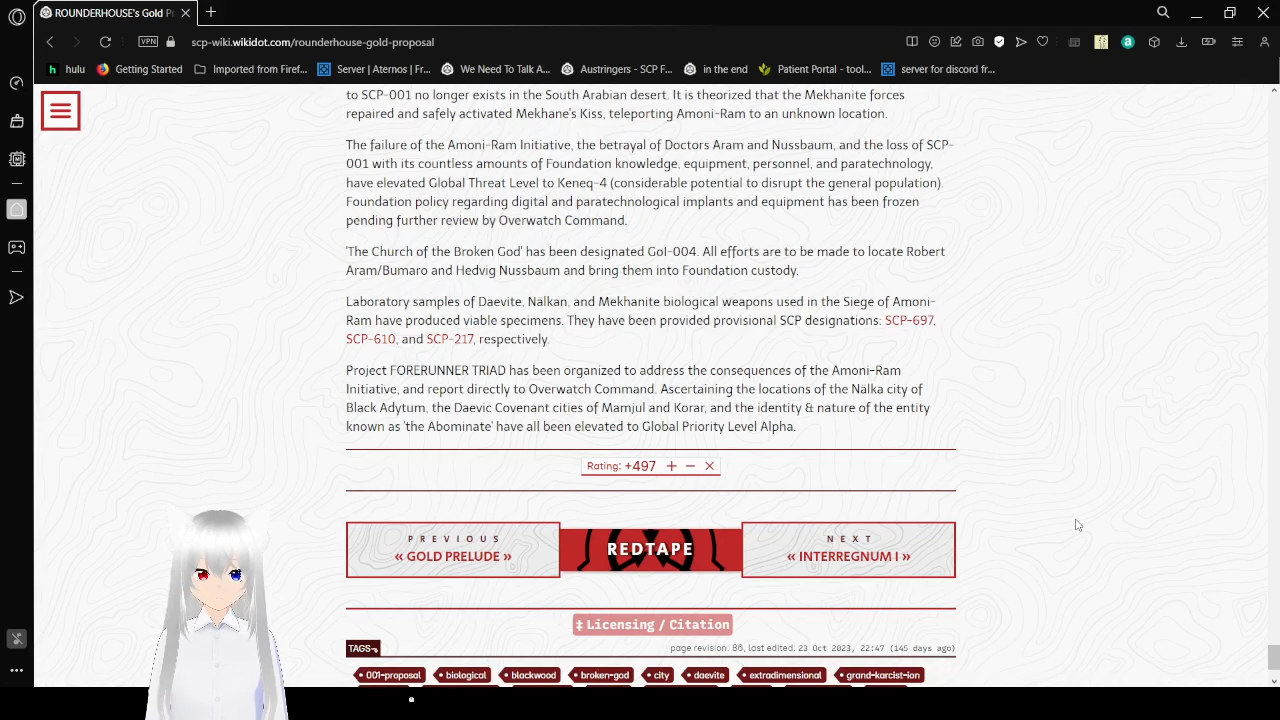 ROUNDERHOUSE's Gold P
VPN scp-wiki.wikidot.com/rounderhouse-gold-proposal
hulu Getting Started Imported from Firef... Server | Aternos | Fr... We Need To Talk A... Austringers - SCP F... in the end Patient Portal - tool... server for discord fr...
to SCP-001 no longer exists in the South Arabian desert. It is theorized that the Mekhanite forces
repaired and safely activated Mekhane's Kiss, teleporting Amoni-Ram to an unknown location.
The failure of the Amoni-Ram Initiative, the betrayal of Doctors Aram and Nussbaum, and the loss of SCP-
001 with its countless amounts of Foundation knowledge, equipment, personnel, and paratechnology,
have elevated Global Threat Level to Keneq-4 (considerable potential to disrupt the general population).
Foundation policy regarding digital and paratechnological implants and equipment has been frozen
pending further review by Overwatch Command.
'The Church of the Broken God' has been designated GoI-004. All efforts are to be made to locate Robert
Aram/Bumaro and Hedvig Nussbaum and bring them into Foundation custody.
Laboratory samples of Daevite, Nälkan, and Mekhanite biological weapons used in the Siege of Amoni-
Ram have produced viable specimens. They have been provided provisional SCP designations: SCP-697,
SCP-610, and SCP-217, respectively.
Project FORERUNNER TRIAD has been organized to address the consequences of the Amoni-Ram
Initiative, and report directly to Overwatch Command. Ascertaining the locations of the Nälka city of
Black Adytum, the Daevic Covenant cities of Mamjul and Korar, and the identity & nature of the entity
known as 'the Abominate' have all been elevated to Global Priority Level Alpha.
Rating: +497 + − ×
PREVIOUS
« GOLD PRELUDE »
REDTAPE
NEXT
« INTERREGNUM I »
‡ Licensing / Citation
TAGS
page revision: 86, last edited: 23 Oct 2023, 22:47 (145 days ago)
001-proposal biological blackwood broken-god city daevite extradimensional grand-karcist-ion